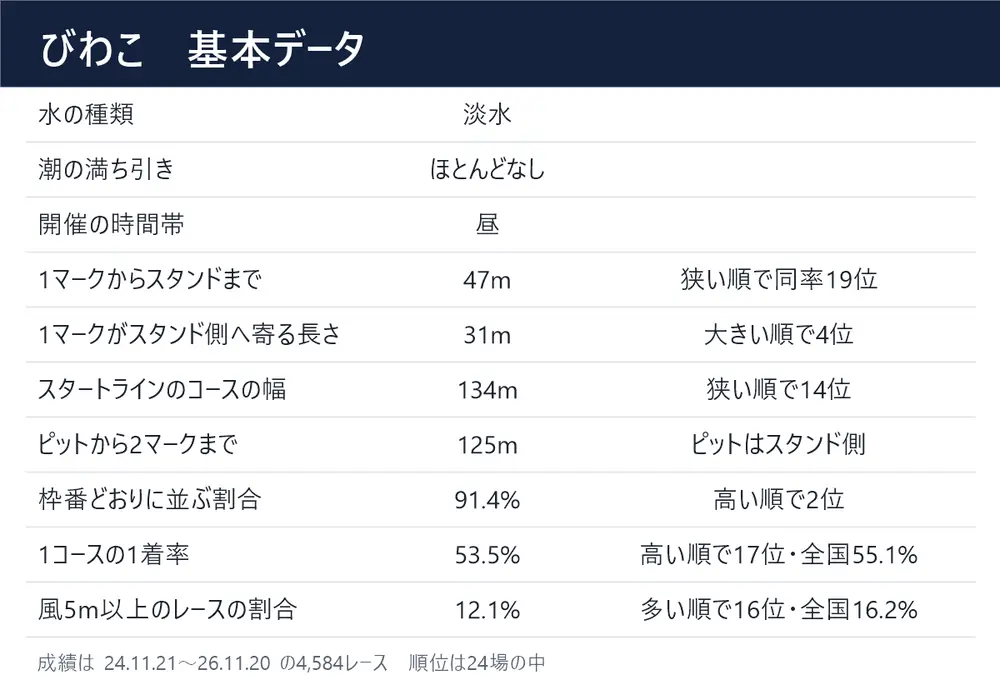 びわこ　基本データ
水の種類 淡水
潮の満ち引き ほとんどなし
開催の時間帯 昼
1マークからスタンドまで 47m 狭い順で同率19位
1マークがスタンド側へ寄る長さ 31m 大きい順で4位
スタートラインのコースの幅 134m 狭い順で14位
ピットから2マークまで 125m ピットはスタンド側
枠番どおりに並ぶ割合 91.4% 高い順で2位
1コースの1着率 53.5% 高い順で17位・全国55.1%
風5m以上のレースの割合 12.1% 多い順で16位・全国16.2%
成績は 24.11.21～26.11.20 の4,584レース　順位は24場の中